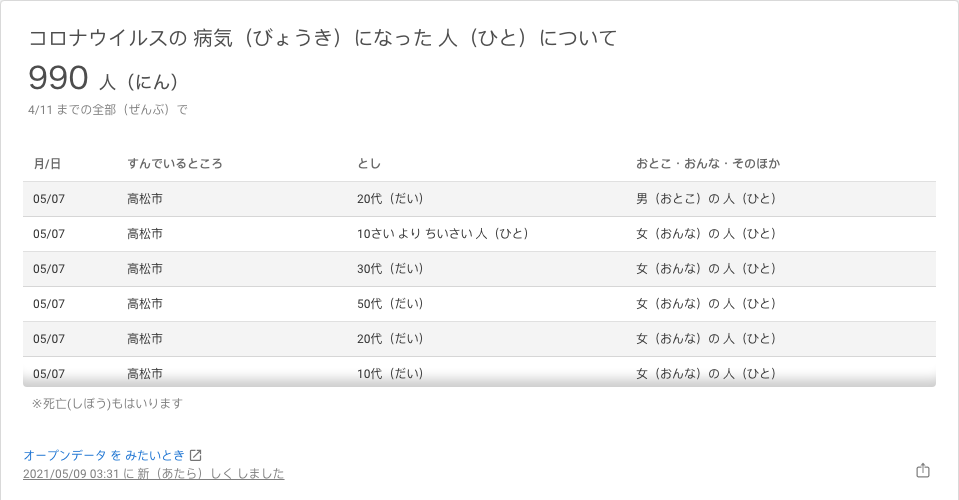 コロナウイルスの 病気（びょうき）になった 人（ひと）について
990 人（にん）
4/11 までの全部（ぜんぶ）で
月/日 すんでいるところ とし おとこ・おんな・そのほか
05/07 高松市 20代（だい） 男（おとこ）の 人（ひと）
05/07 高松市 10さい より ちいさい 人（ひと） 女（おんな）の 人（ひと）
05/07 高松市 30代（だい） 女（おんな）の 人（ひと）
05/07 高松市 50代（だい） 女（おんな）の 人（ひと）
05/07 高松市 20代（だい） 女（おんな）の 人（ひと）
05/07 高松市 10代（だい） 女（おんな）の 人（ひと）
※死亡(しぼう)もはいります
オープンデータ を みたいとき
2021/05/09 03:31 に 新（あたら）しく しました